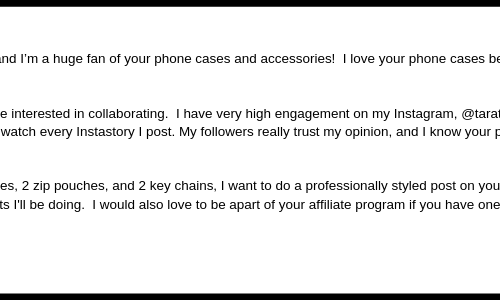 and I'm a huge fan of your phone cases and accessories!  I love your phone cases be
e interested in collaborating.  I have very high engagement on my Instagram, @tarat
watch every Instastory I post. My followers really trust my opinion, and I know your p
es, 2 zip pouches, and 2 key chains, I want to do a professionally styled post on you
ts I'll be doing.  I would also love to be apart of your affiliate program if you have one